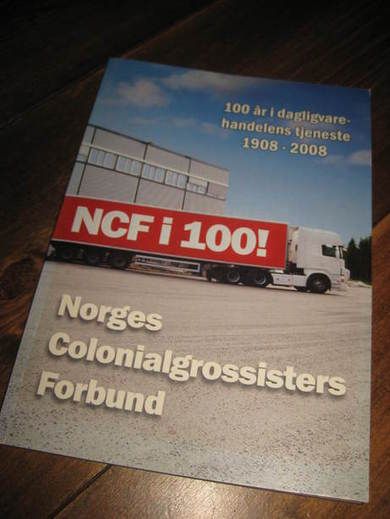 100 år i dagligvare-
handelens tjeneste
1908 · 2008
NCF i 100!
Norges
Colonialgrossisters
Forbund